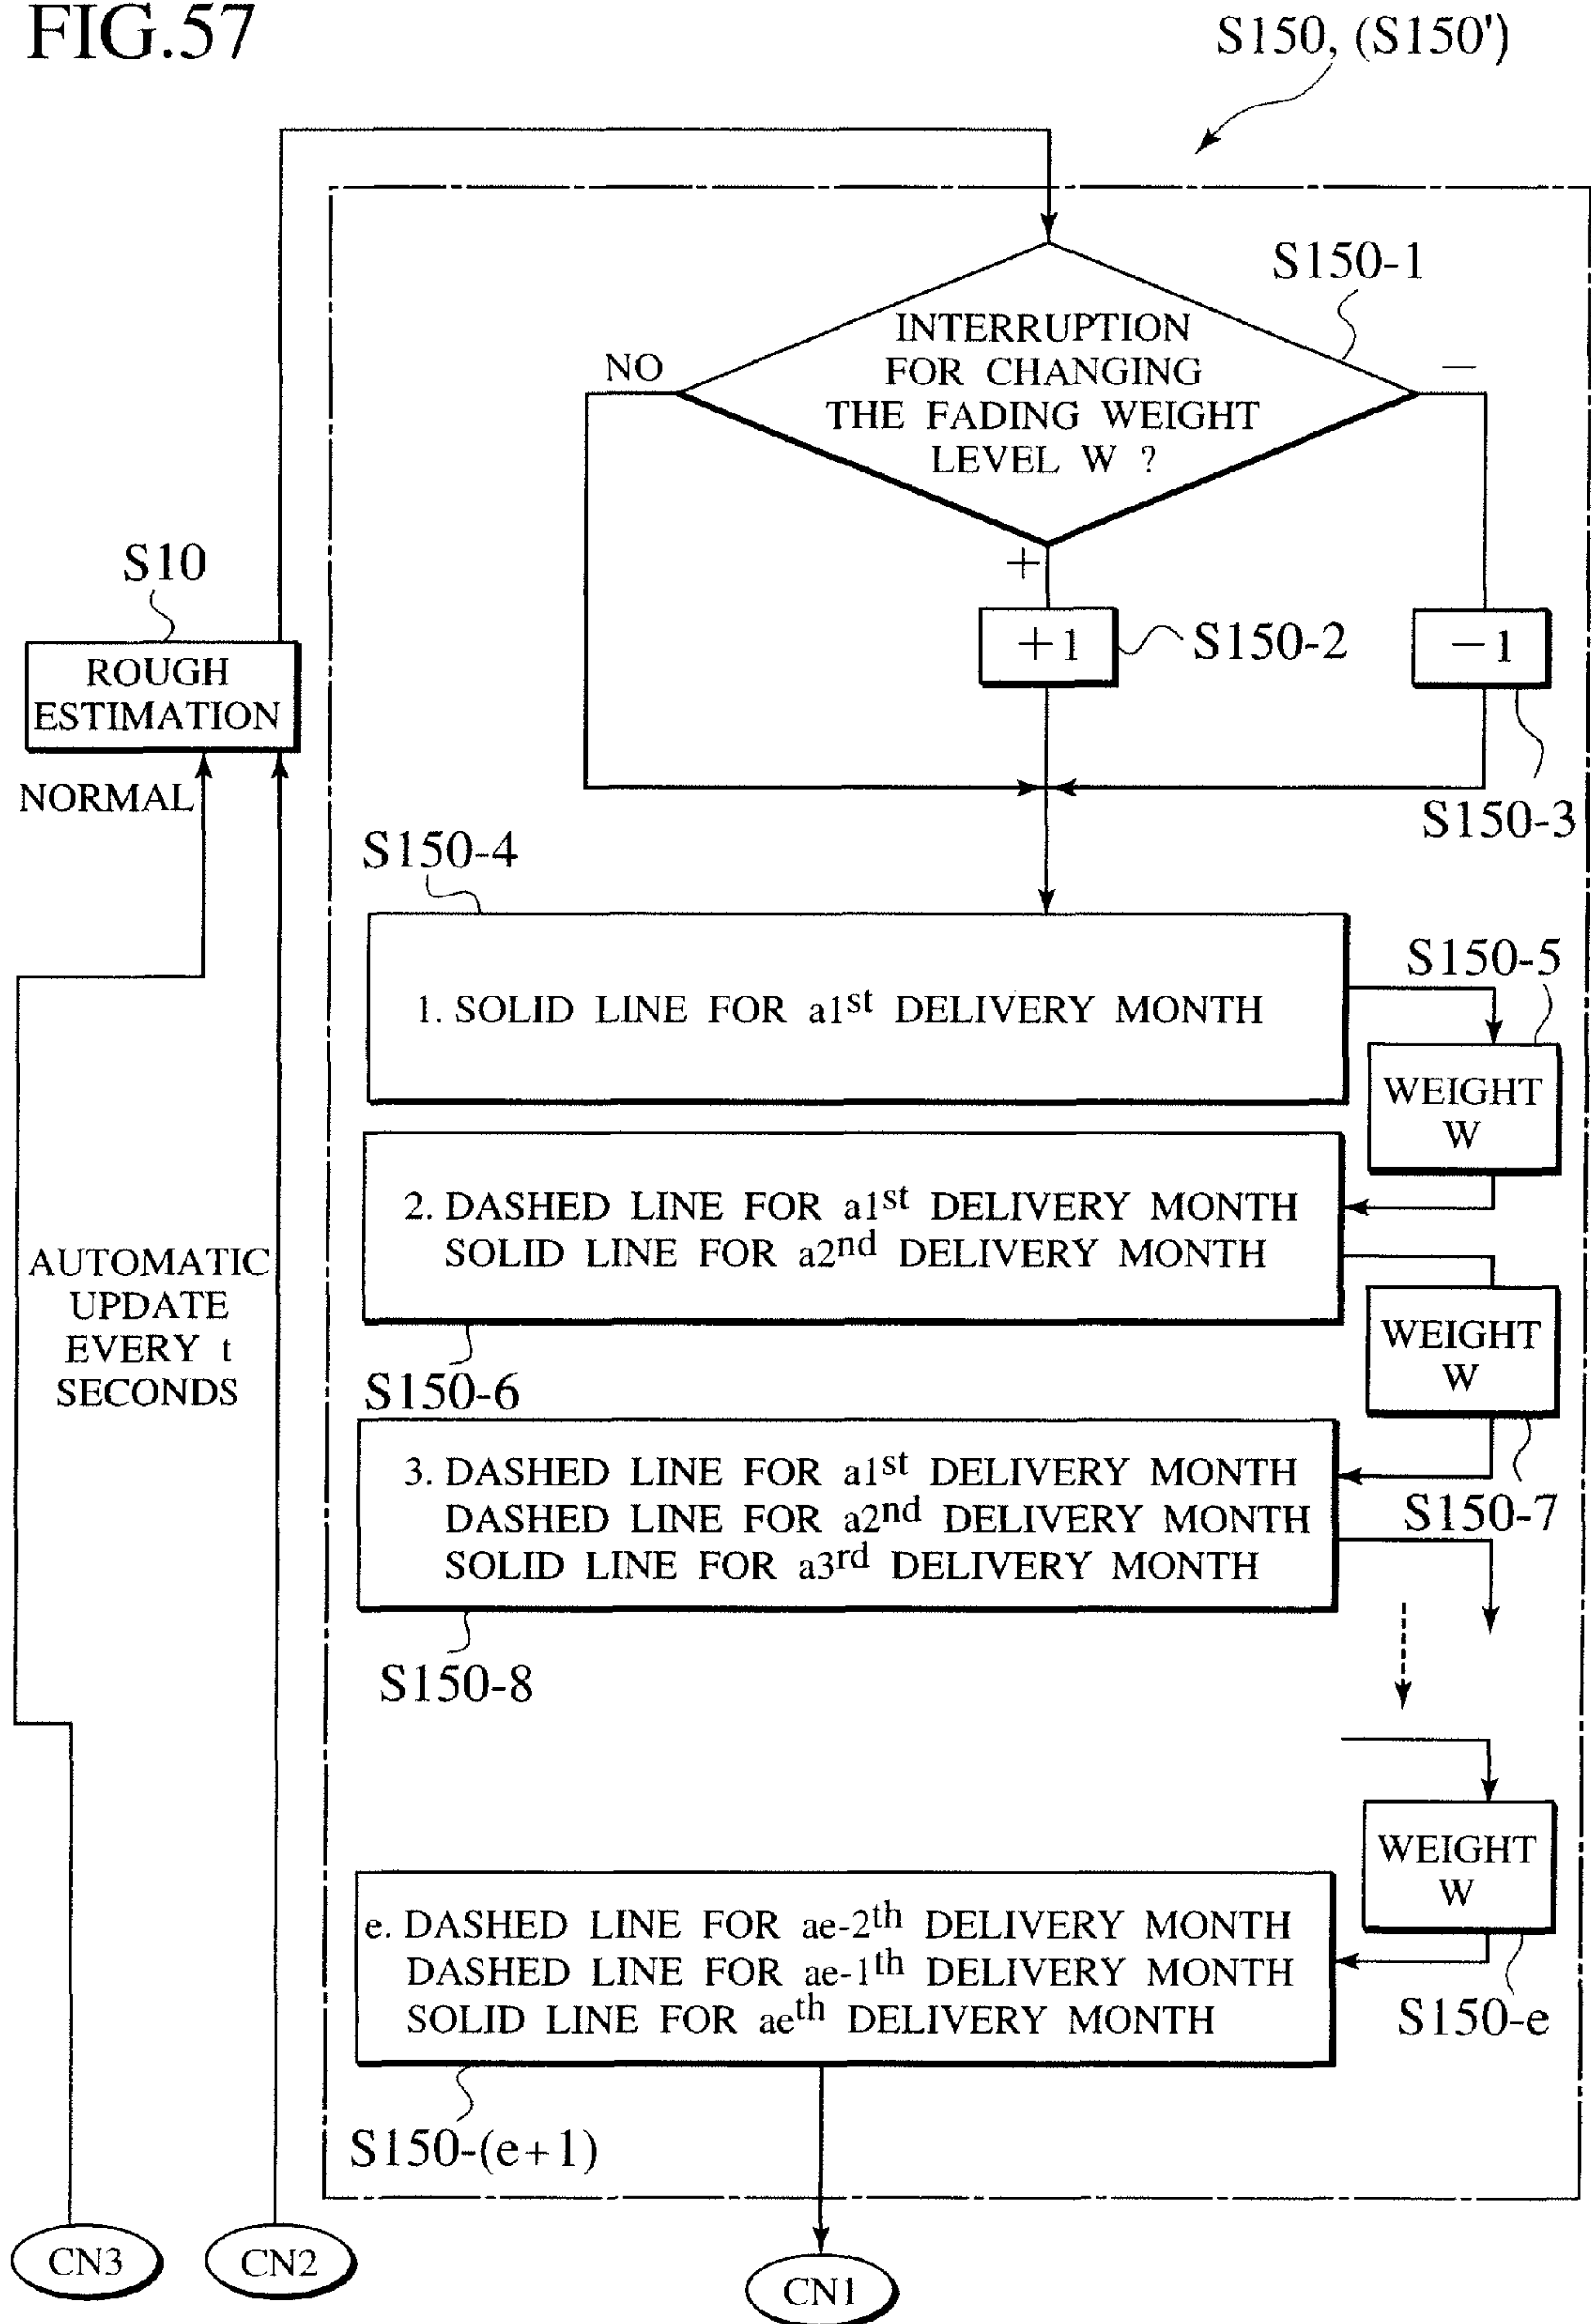 FIG.57
S150, (S150')
S150-1
INTERRUPTION
FOR CHANGING
THE FADING WEIGHT
LEVEL W ?
NO
—
+
S10
ROUGH
ESTIMATION
+1
S150-2
−1
S150-3
NORMAL
S150-4
1. SOLID LINE FOR a1st DELIVERY MONTH
S150-5
WEIGHT
W
2. DASHED LINE FOR a1st DELIVERY MONTH
SOLID LINE FOR a2nd DELIVERY MONTH
AUTOMATIC
UPDATE
EVERY t
SECONDS
WEIGHT
W
S150-6
S150-7
3. DASHED LINE FOR a1st DELIVERY MONTH
DASHED LINE FOR a2nd DELIVERY MONTH
SOLID LINE FOR a3rd DELIVERY MONTH
S150-8
WEIGHT
W
e. DASHED LINE FOR ae-2th DELIVERY MONTH
DASHED LINE FOR ae-1th DELIVERY MONTH
SOLID LINE FOR aeth DELIVERY MONTH
S150-e
S150-(e+1)
CN3
CN2
CN1